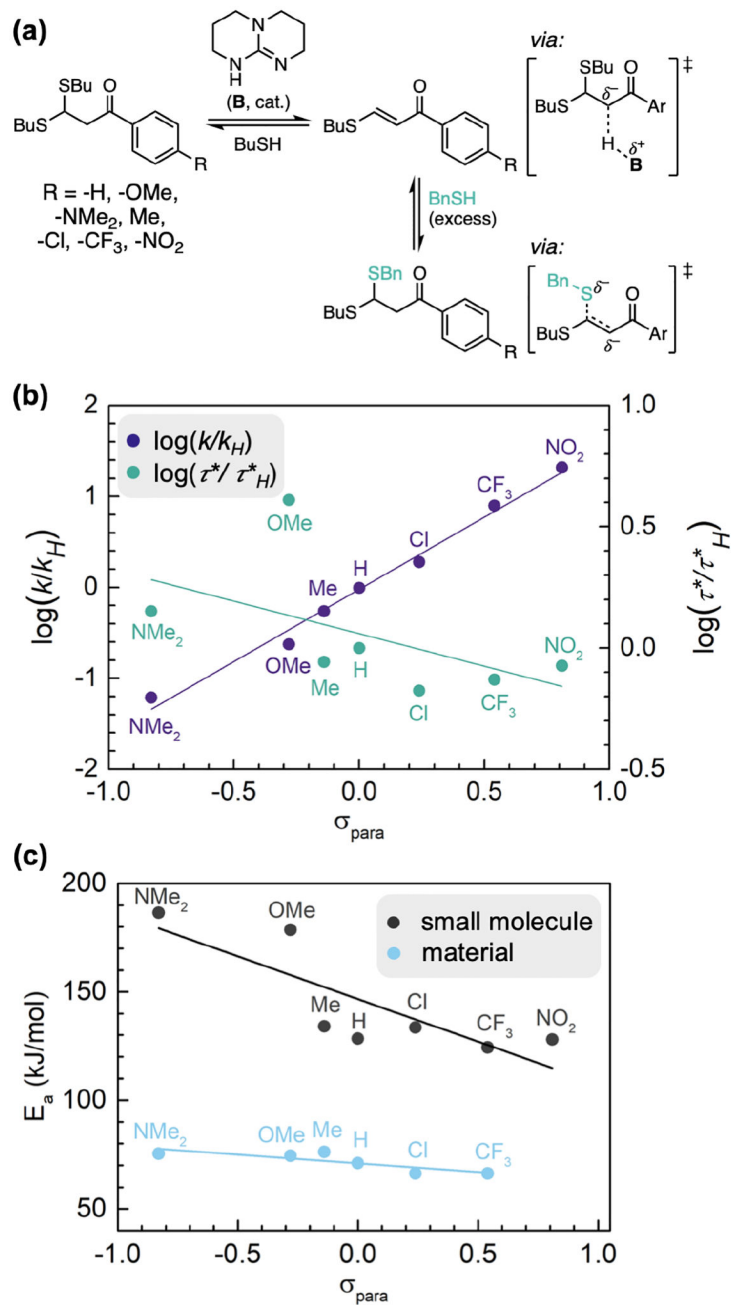 (a)
N
N
H
N
(B, cat.)
BuSH
SBu
O
BuS
R
R = -H, -OMe,
-NMe2, Me,
-Cl, -CF3, -NO2
O
BuS
R
via:
SBu
O
δ–
BuS
Ar
H
δ+
B
‡
BnSH
(excess)
SBn
O
BuS
R
via:
Bn
S
δ–
O
BuS
Ar
δ–
‡
(b)
log(k/kH)
log(τ*/ τ*H)
NMe2
OMe
Me
H
Cl
CF3
NO2
NMe2
OMe
Me
H
Cl
CF3
NO2
2
1
0
-1
-2
log(k/kH)
1.0
0.5
0.0
-0.5
log(τ*/τ*H)
-1.0 -0.5 0.0 0.5 1.0
σpara
(c)
small molecule
material
NMe2
OMe
Me
H
Cl
CF3
NO2
NMe2
OMe
Me
H
Cl
CF3
200
150
100
50
Ea (kJ/mol)
-1.0 -0.5 0.0 0.5 1.0
σpara